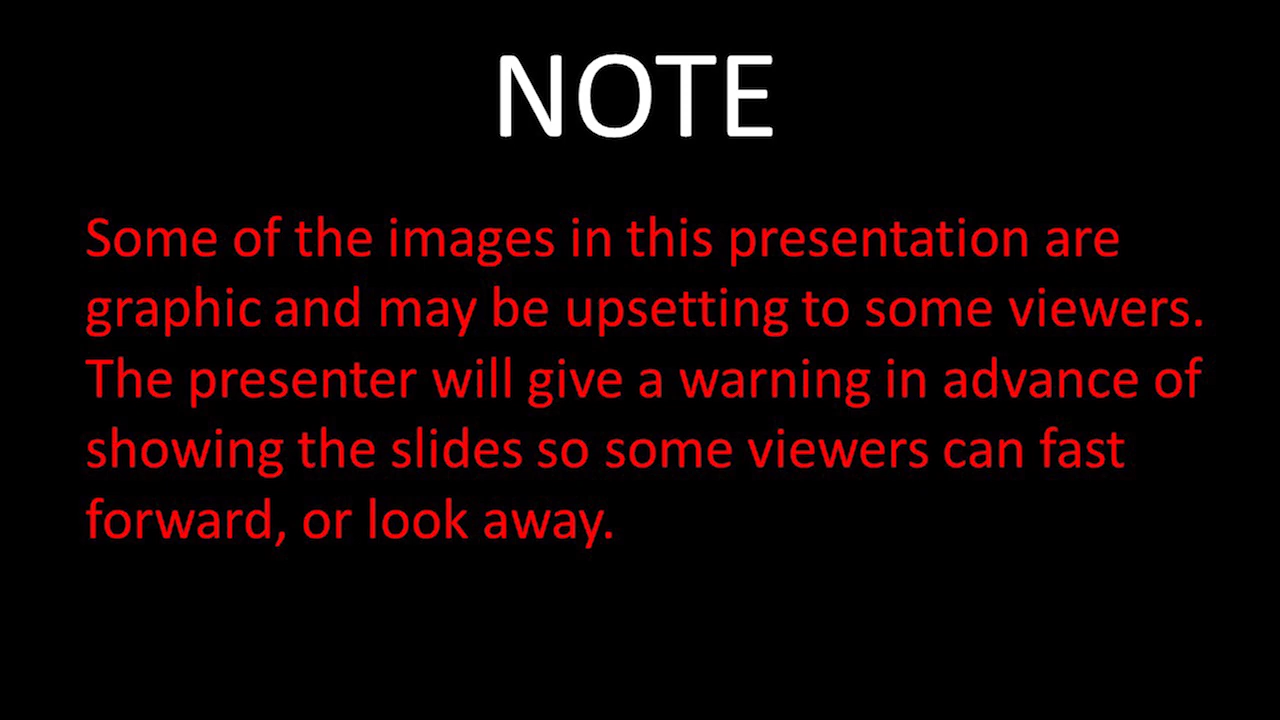 NOTE
Some of the images in this presentation are
graphic and may be upsetting to some viewers.
The presenter will give a warning in advance of
showing the slides so some viewers can fast
forward, or look away.